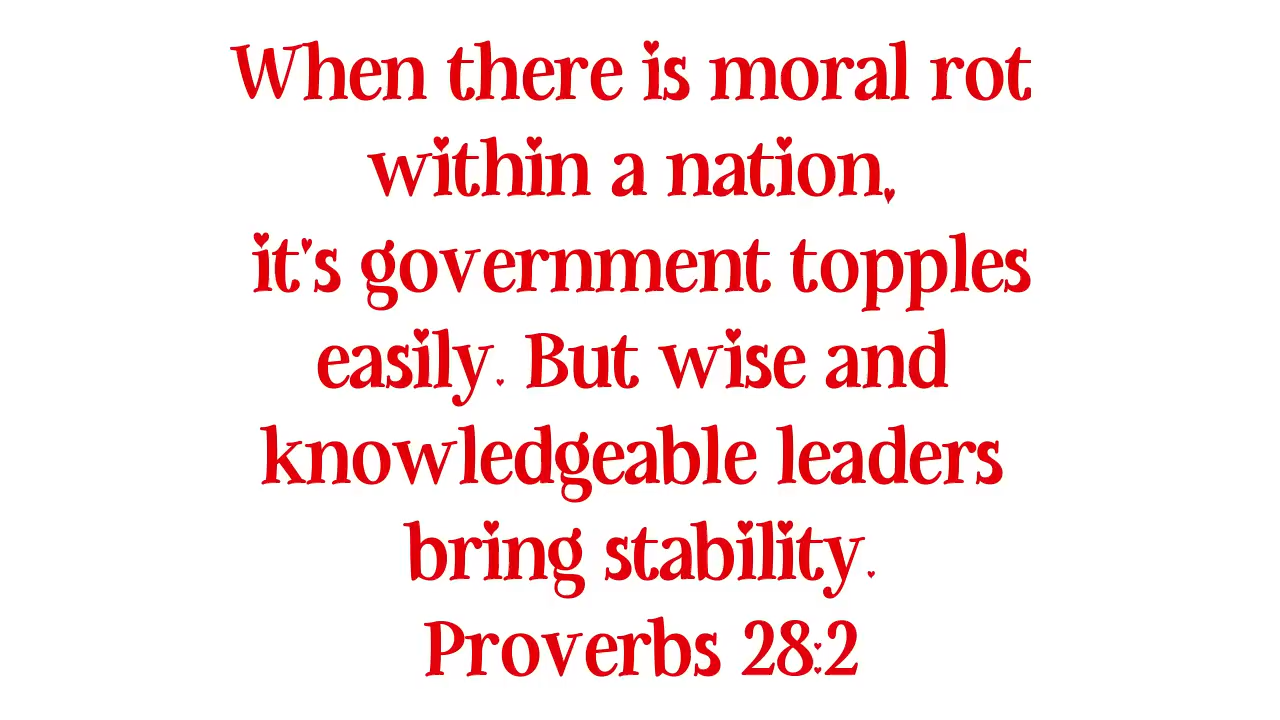 When there is moral rot
within a nation,
it's government topples
easily. But wise and
knowledgeable leaders
bring stability.
Proverbs 28:2